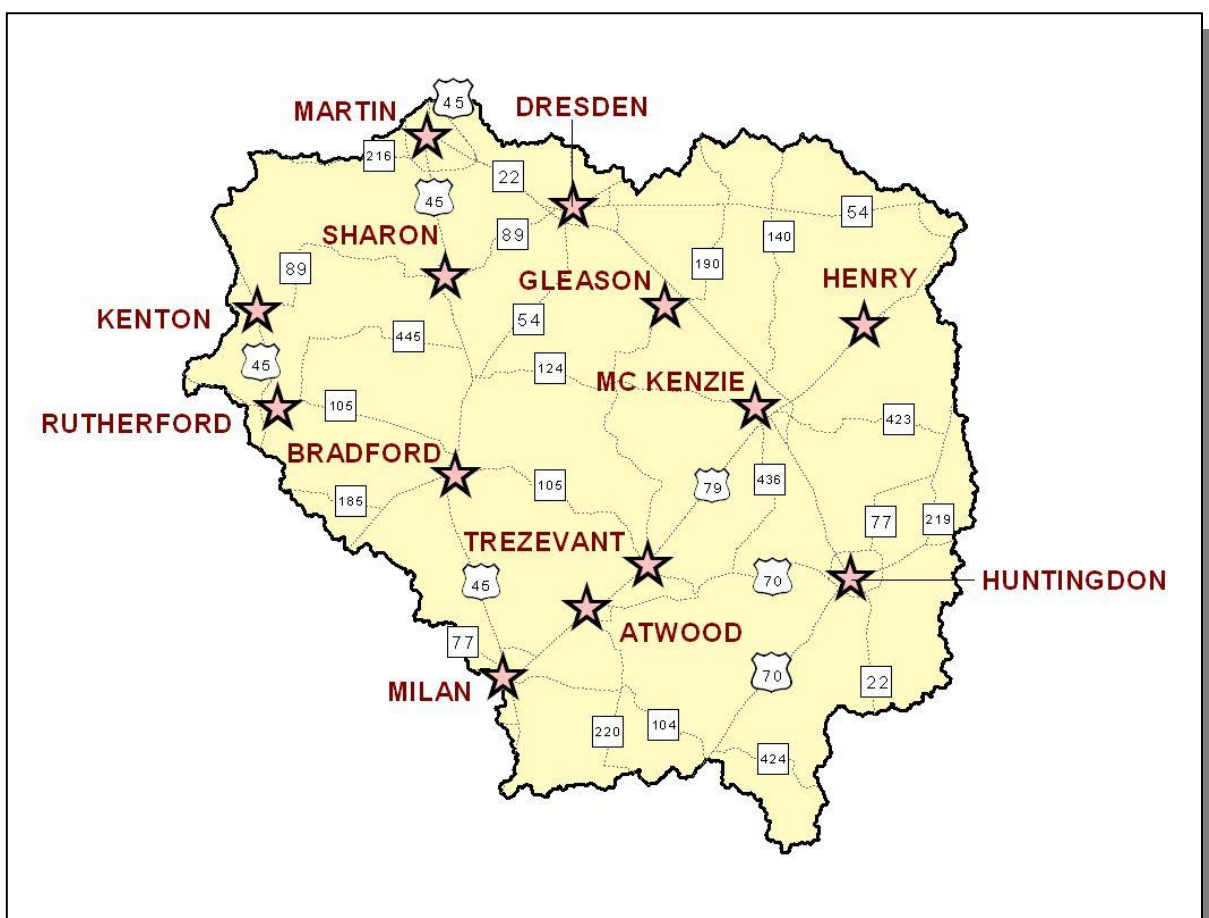 45
MARTIN
DRESDEN
216
22
45
54
SHARON
89
140
89
GLEASON
190
HENRY
KENTON
54
445
45
124
MC KENZIE
RUTHERFORD
105
423
BRADFORD
185
105
79
436
77
219
TREZEVANT
45
70
HUNTINGDON
ATWOOD
77
MILAN
70
22
220
104
424